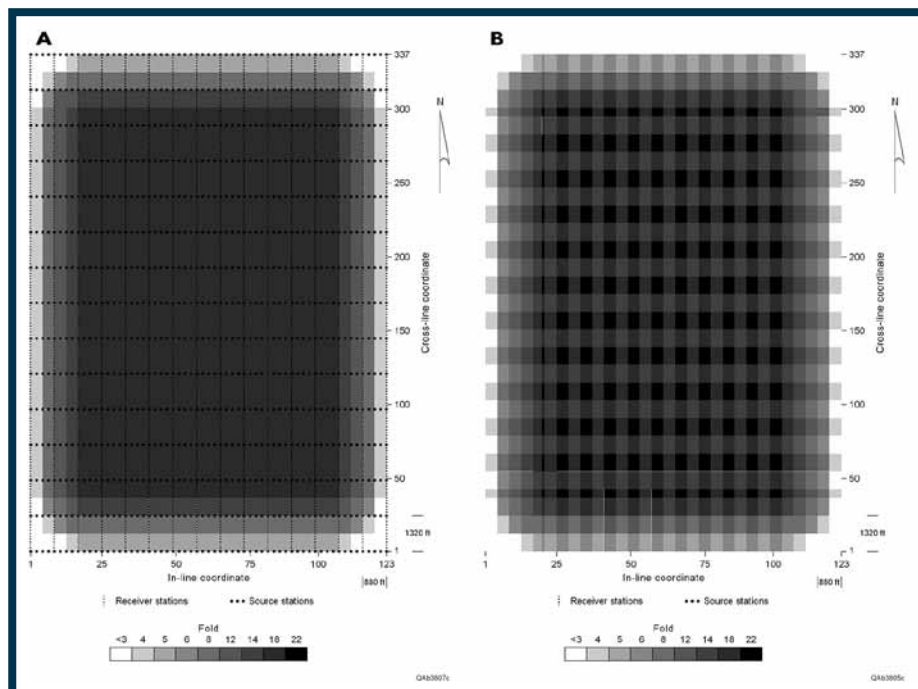 A
337
300
250
200
150
100
50
1
N
Cross-line coordinate
1320 ft
1 25 50 75 100 123
In-line coordinate
|880 ft|
Receiver stations Source stations
Fold
<3 4 5 6 8 12 14 18 22
QAb3807c
B
337
300
250
200
150
100
50
1
N
Cross-line coordinate
1320 ft
1 25 50 75 100 123
In-line coordinate
|880 ft|
Receiver stations Source stations
Fold
<3 4 5 6 8 12 14 18 22
QAb3805c